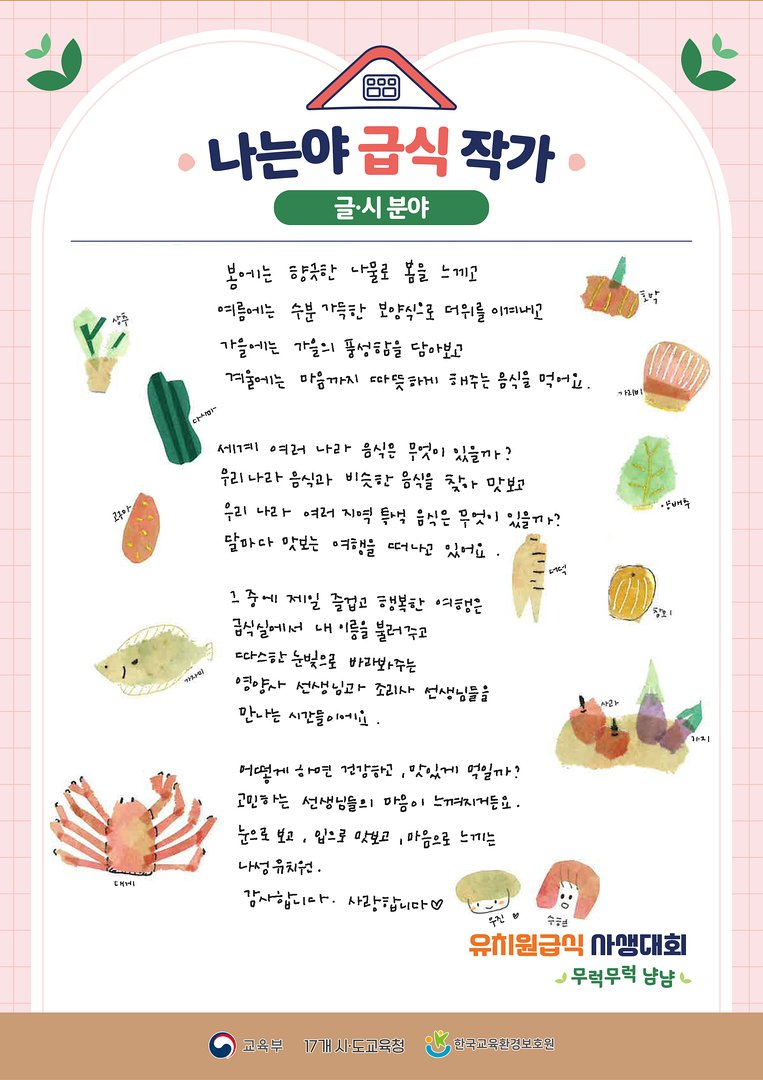 나는야 급식 작가
글·시 분야
봄에는 향긋한 나물로 봄을 느끼고
여름에는 수분 가득한 보양식으로 더위를 이겨내고
가을에는 가을의 풍성함을 담아보고
겨울에는 마음까지 따뜻하게 해주는 음식을 먹어요.
세계 여러 나라 음식은 무엇이 있을까?
우리나라 음식과 비슷한 음식을 찾아 맛보고
우리 나라 여러 지역 특색 음식은 무엇이 있을까?
달마다 맛보는 여행을 떠나고 있어요.
그 중에 제일 즐겁고 행복한 여행은
급식실에서 내 이름을 불러주고
따스한 눈빛으로 바라봐주는
영양사 선생님과 조리사 선생님들을
만나는 시간들이에요.
어떻게 하면 건강하고, 맛있게 먹일까?
고민하는 선생님들의 마음이 느껴지거든요.
눈으로 보고, 입으로 맛보고, 마음으로 느끼는
나성유치원.
감사합니다. 사랑합니다♡
상추
다시마
고구마
가자미
대게
호박
가리비
양배추
더덕
참외
사과
가지
우진 ♥
수현
유치원급식 사생대회
무럭무럭 냠냠
교육부
17개 시·도교육청
한국교육환경보호원